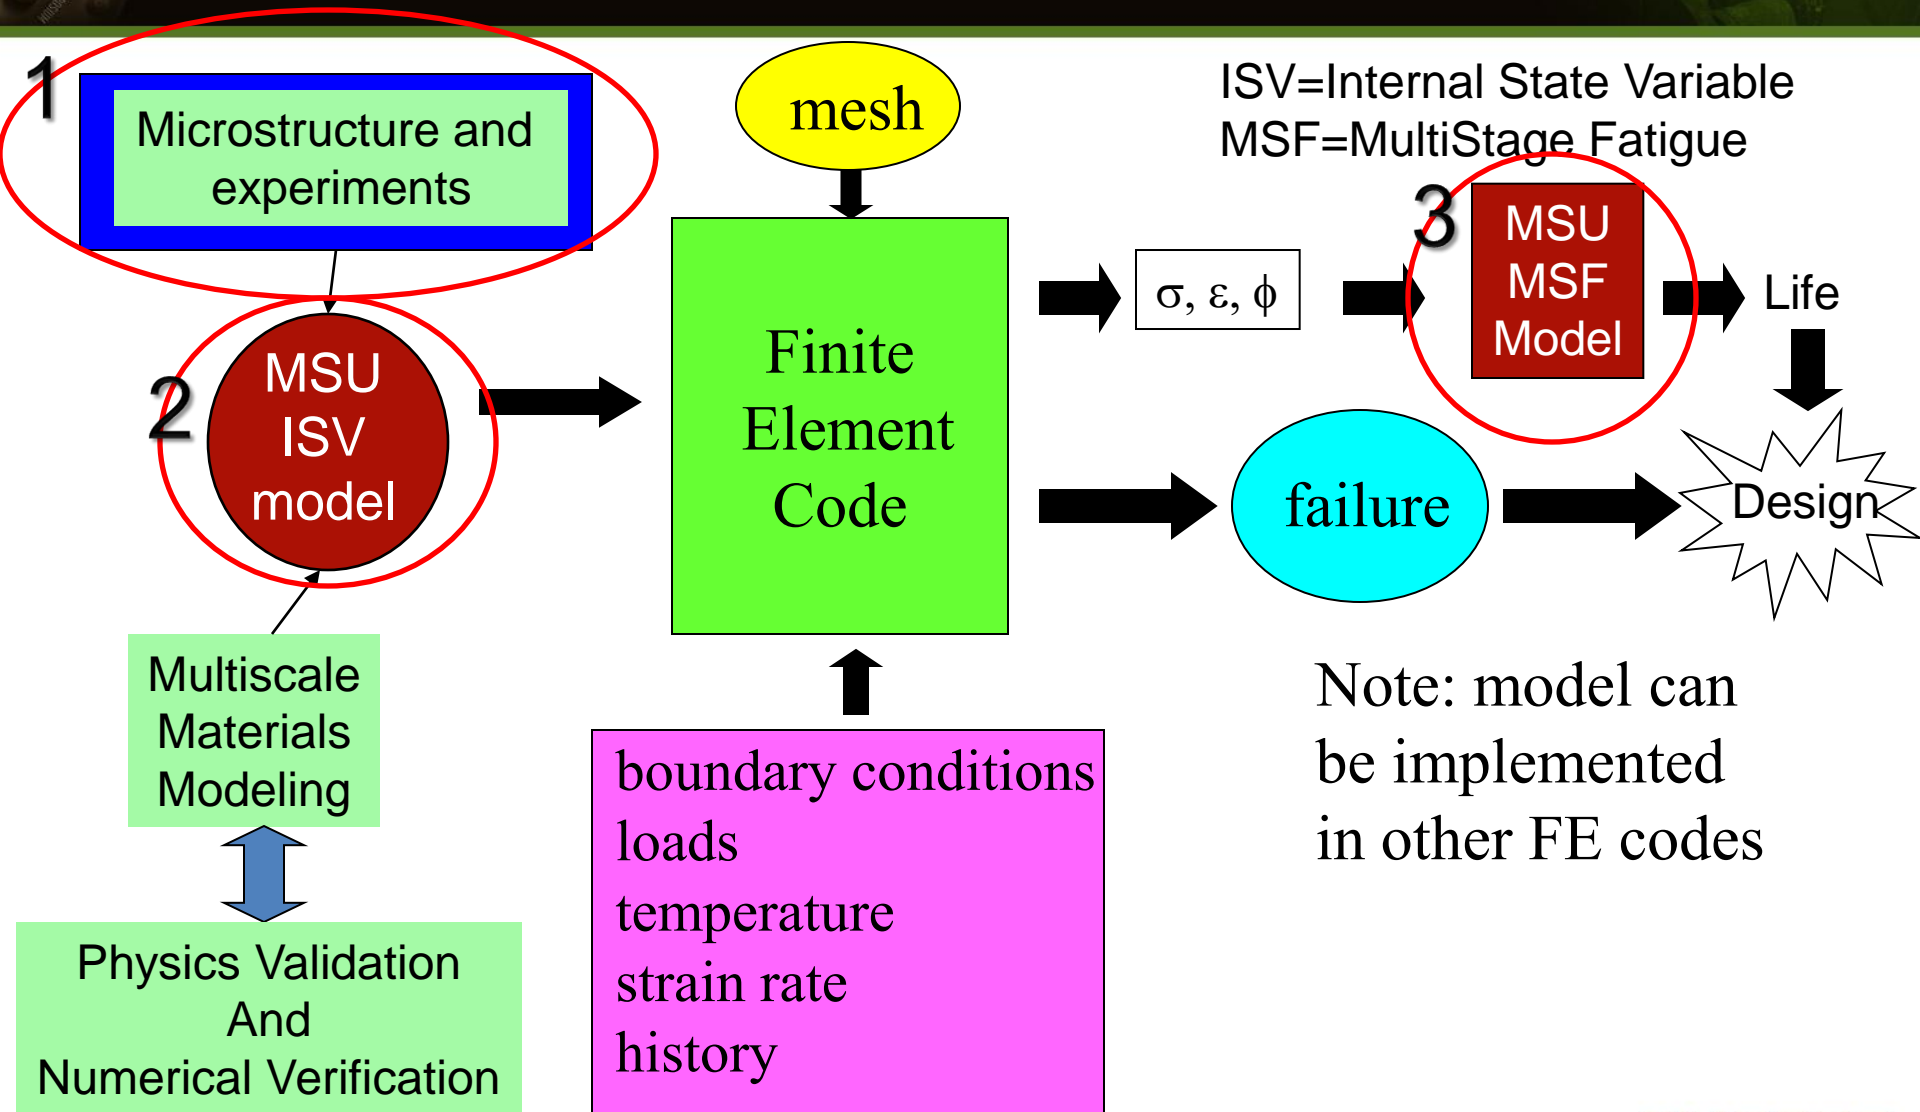 1
Microstructure and
experiments
mesh
ISV=Internal State Variable
MSF=MultiStage Fatigue
2
MSU
ISV
model
Finite
Element
Code
σ, ε, ϕ
3
MSU
MSF
Model
Life
failure
Design
Multiscale
Materials
Modeling
Physics Validation
And
Numerical Verification
boundary conditions
loads
temperature
strain rate
history
Note: model can
be implemented
in other FE codes